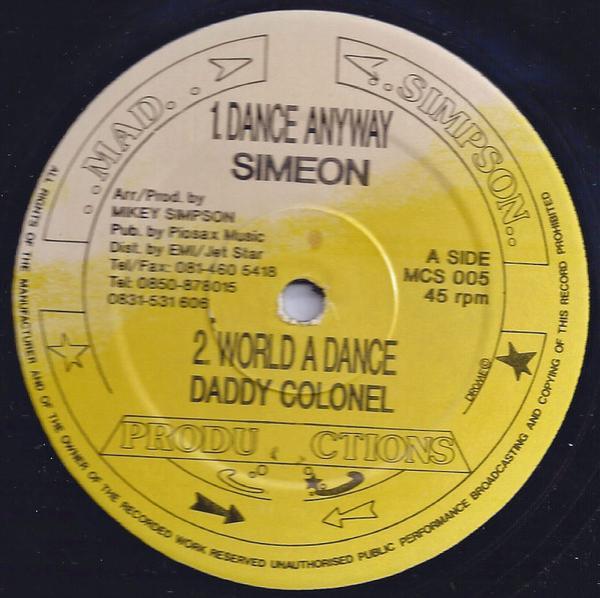 ..MAD..
..SIMPSON..
1. DANCE ANYWAY
SIMEON
Arr/Prod. by
MIKEY SIMPSON
Pub. by Piosax Music
Dist. by EMI/Jet Star
Tel/Fax: 081-460 5418
Tel: 0850-878015
0831-531 606
A SIDE
MCS 005
45 rpm
2. WORLD A DANCE
DADDY COLONEL
PRODU CTIONS
ALL RIGHTS OF THE MANUFACTURER AND OF THE OWNER OF THE RECORDED WORK RESERVED UNAUTHORISED PUBLIC PERFORMANCE BROADCASTING AND COPYING OF THIS RECORD PROHIBITED